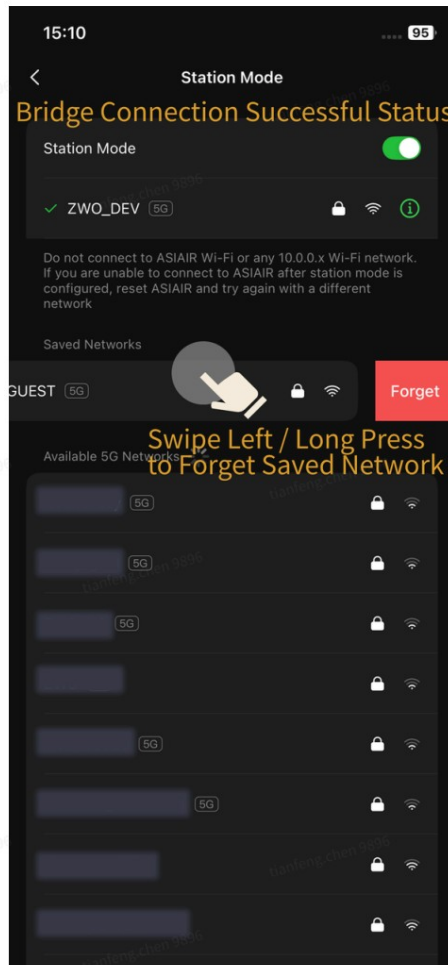 15:10
95
Station Mode
Bridge Connection Successful Status
Station Mode
ZWO_DEV 5G
Do not connect to ASIAIR Wi-Fi or any 10.0.0.x Wi-Fi network.
If you are unable to connect to ASIAIR after station mode is
configured, reset ASIAIR and try again with a different
network
Saved Networks
GUEST 5G
Forget
Swipe Left / Long Press
to Forget Saved Network
Available 5G Networks
5G
5G
5G
5G
5G